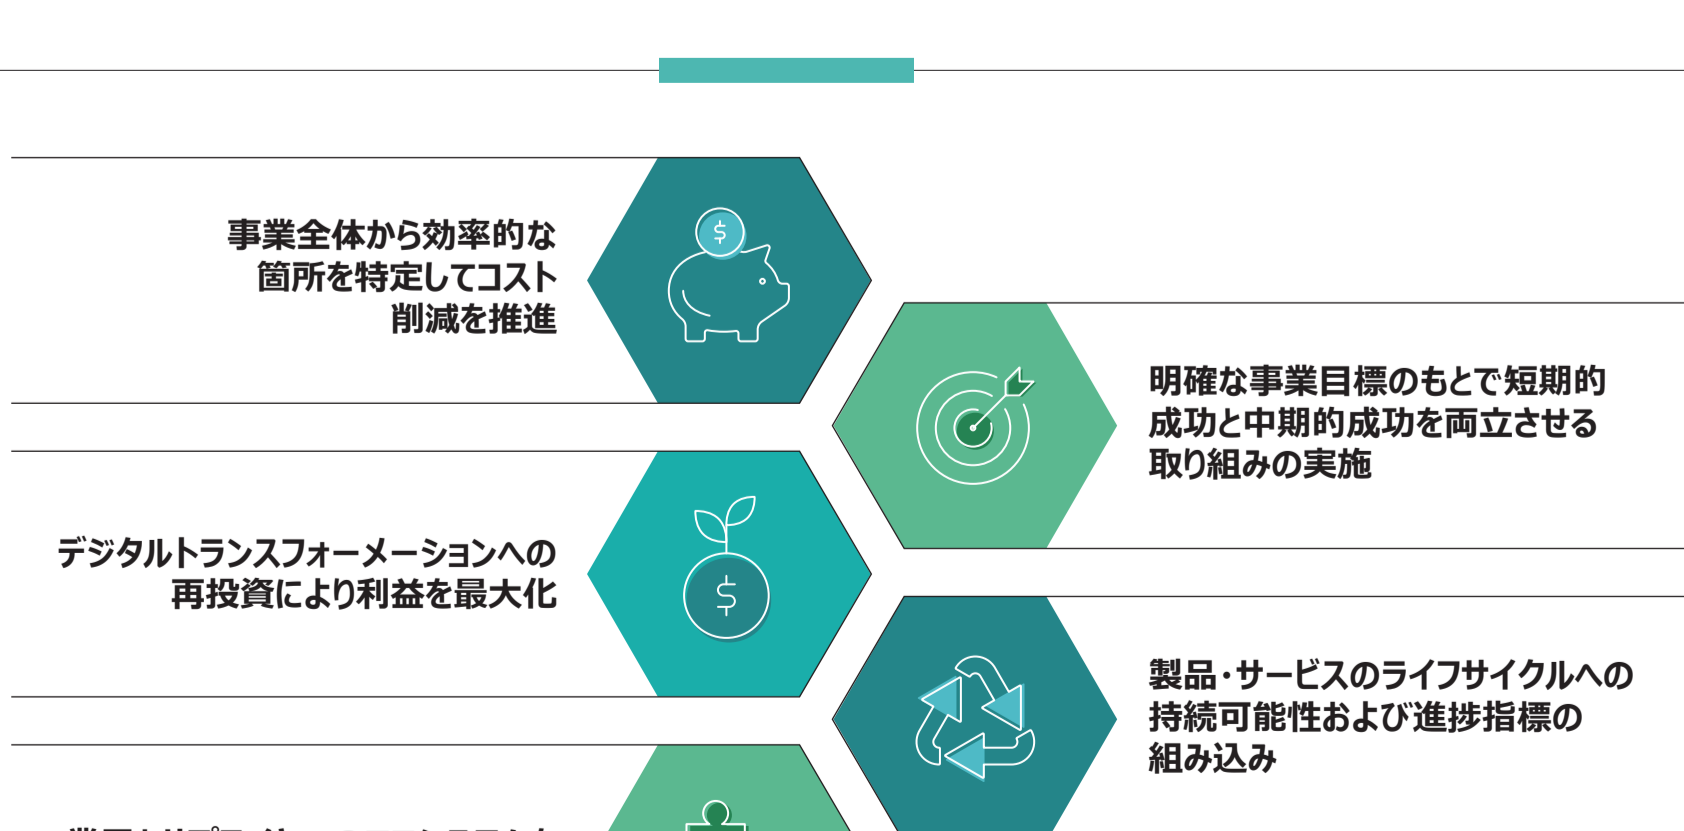 事業全体から効率的な
箇所を特定してコスト
削減を推進
明確な事業目標のもとで短期的
成功と中期的成功を両立させる
取り組みの実施
デジタルトランスフォーメーションへの
再投資により利益を最大化
製品・サービスのライフサイクルへの
持続可能性および進捗指標の
組み込み